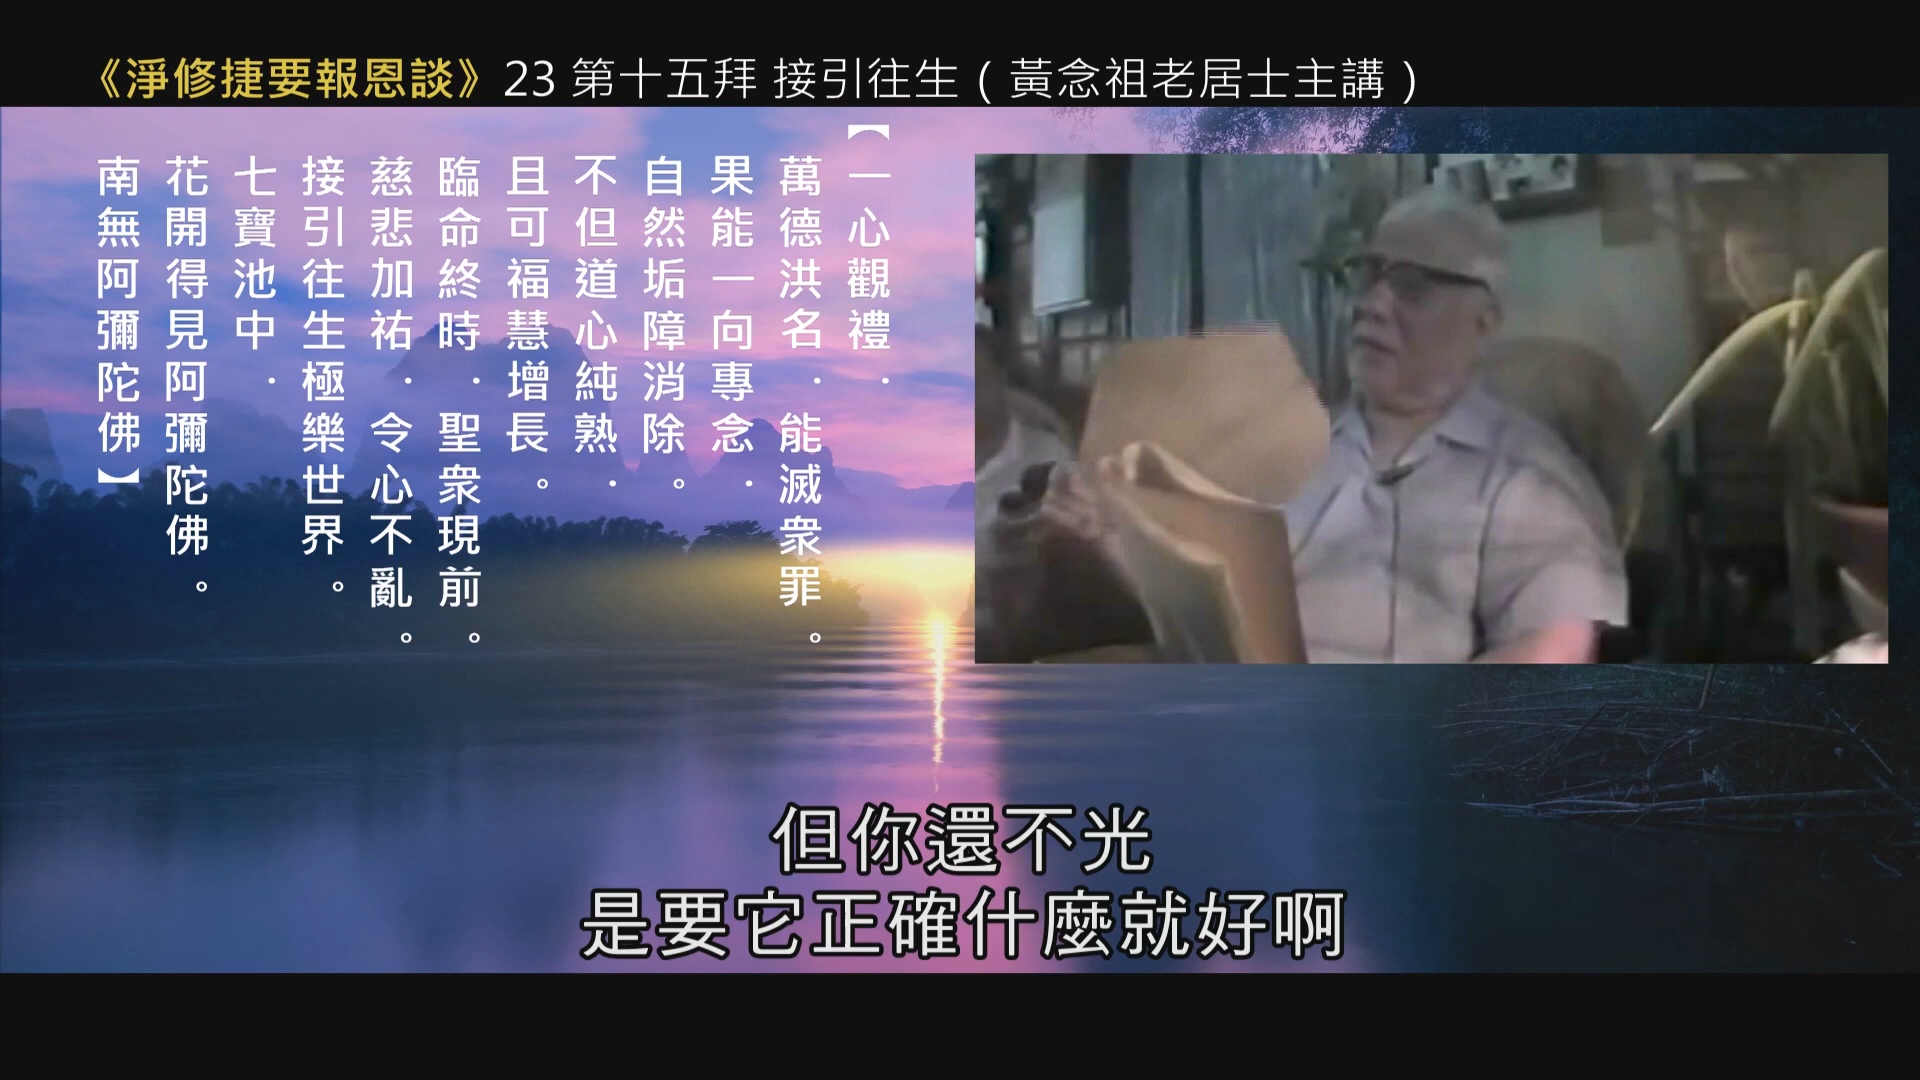 《淨修捷要報恩談》23 第十五拜 接引往生（黃念祖老居士主講）
【一心觀禮．
萬德洪名．能滅衆罪。
果能一向專念．
自然垢障消除。
不但道心純熟．
且可福慧增長。
臨命終時．聖衆現前。
慈悲加祐．令心不亂。
接引往生極樂世界。
七寶池中．
花開得見阿彌陀佛。
南無阿彌陀佛】
但你還不光
是要它正確什麼就好啊